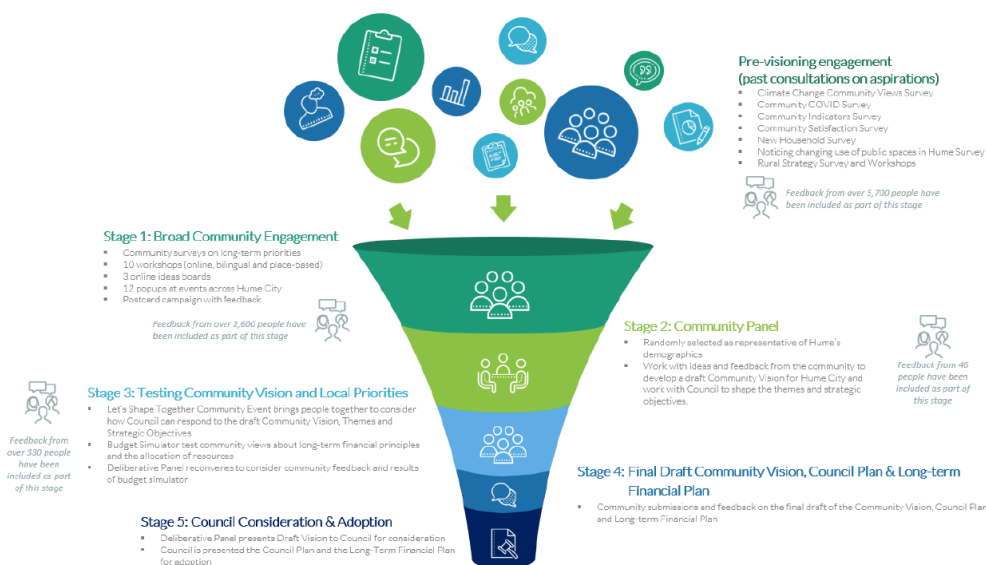 Pre-visioning engagement
(past consultations on aspirations)
▪ Climate Change Community Views Survey
▪ Community COVID Survey
▪ Community Indicators Survey
▪ Community Satisfaction Survey
▪ New Household Survey
▪ Noticing changing use of public spaces in Hume Survey
▪ Rural Strategy Survey and Workshops
Feedback from over 5,700 people have
been included as part of this stage
Stage 1: Broad Community Engagement
▪ Community surveys on long-term priorities
▪ 10 workshops (online, bilingual and place-based)
▪ 3 online ideas boards
▪ 12 popups at events across Hume City
▪ Postcard campaign with feedback
Feedback from over 2,600 people have
been included as part of this stage
Stage 2: Community Panel
▪ Randomly selected as representative of Hume's
demographics
▪ Work with ideas and feedback from the community to
develop a draft Community Vision for Hume City and
work with Council to shape the themes and strategic
objectives.
Feedback from 46
people have been
included as part of
this stage
Stage 3: Testing Community Vision and Local Priorities
▪ Let's Shape Together Community Event brings people together to consider
how Council can respond to the draft Community Vision, Themes and
Strategic Objectives
▪ Budget Simulator test community views about long-term financial principles
and the allocation of resources
▪ Deliberative Panel reconvenes to consider community feedback and results
of budget simulator
Feedback from
over 330 people
have been
included as part
of this stage
Stage 4: Final Draft Community Vision, Council Plan & Long-term
Financial Plan
▪ Community submissions and feedback on the final draft of the Community Vision, Council Plan
and Long-term Financial Plan
Stage 5: Council Consideration & Adoption
▪ Deliberative Panel presents Draft Vision to Council for consideration
▪ Council is presented the Council Plan and the Long-Term Financial Plan
for adoption